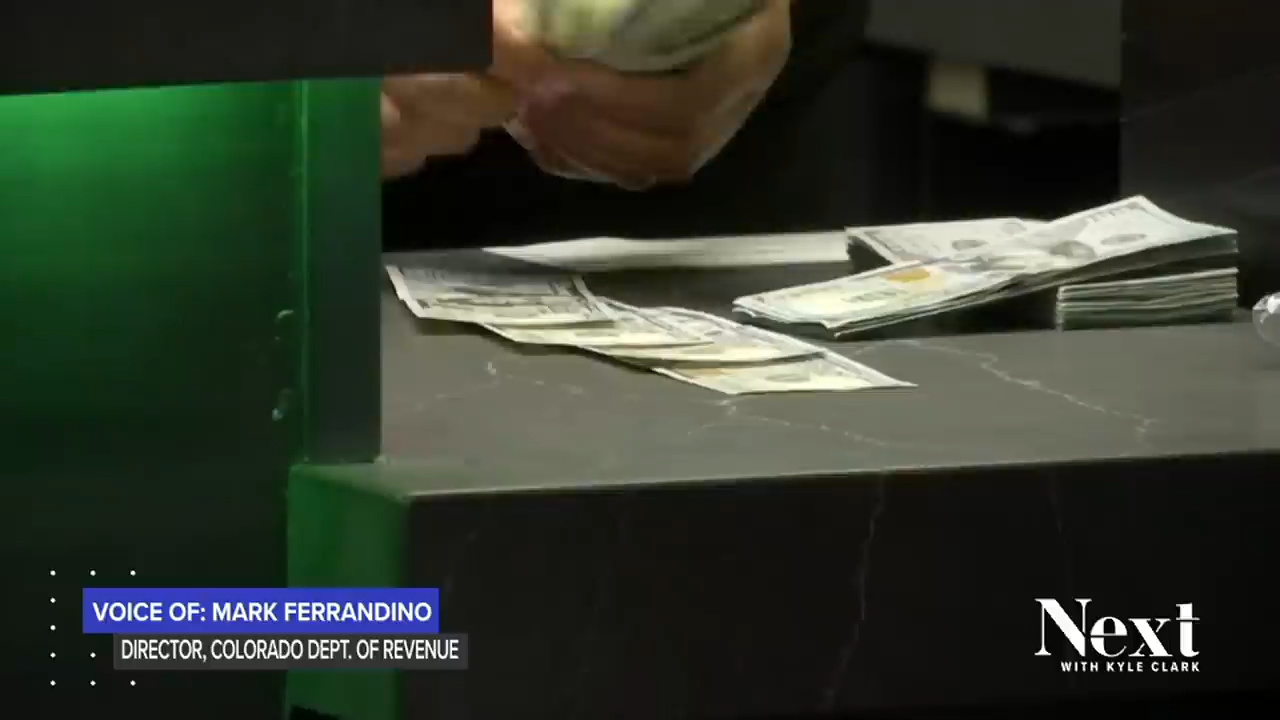 VOICE OF: MARK FERRANDINO
DIRECTOR, COLORADO DEPT. OF REVENUE
Next
WITH KYLE CLARK